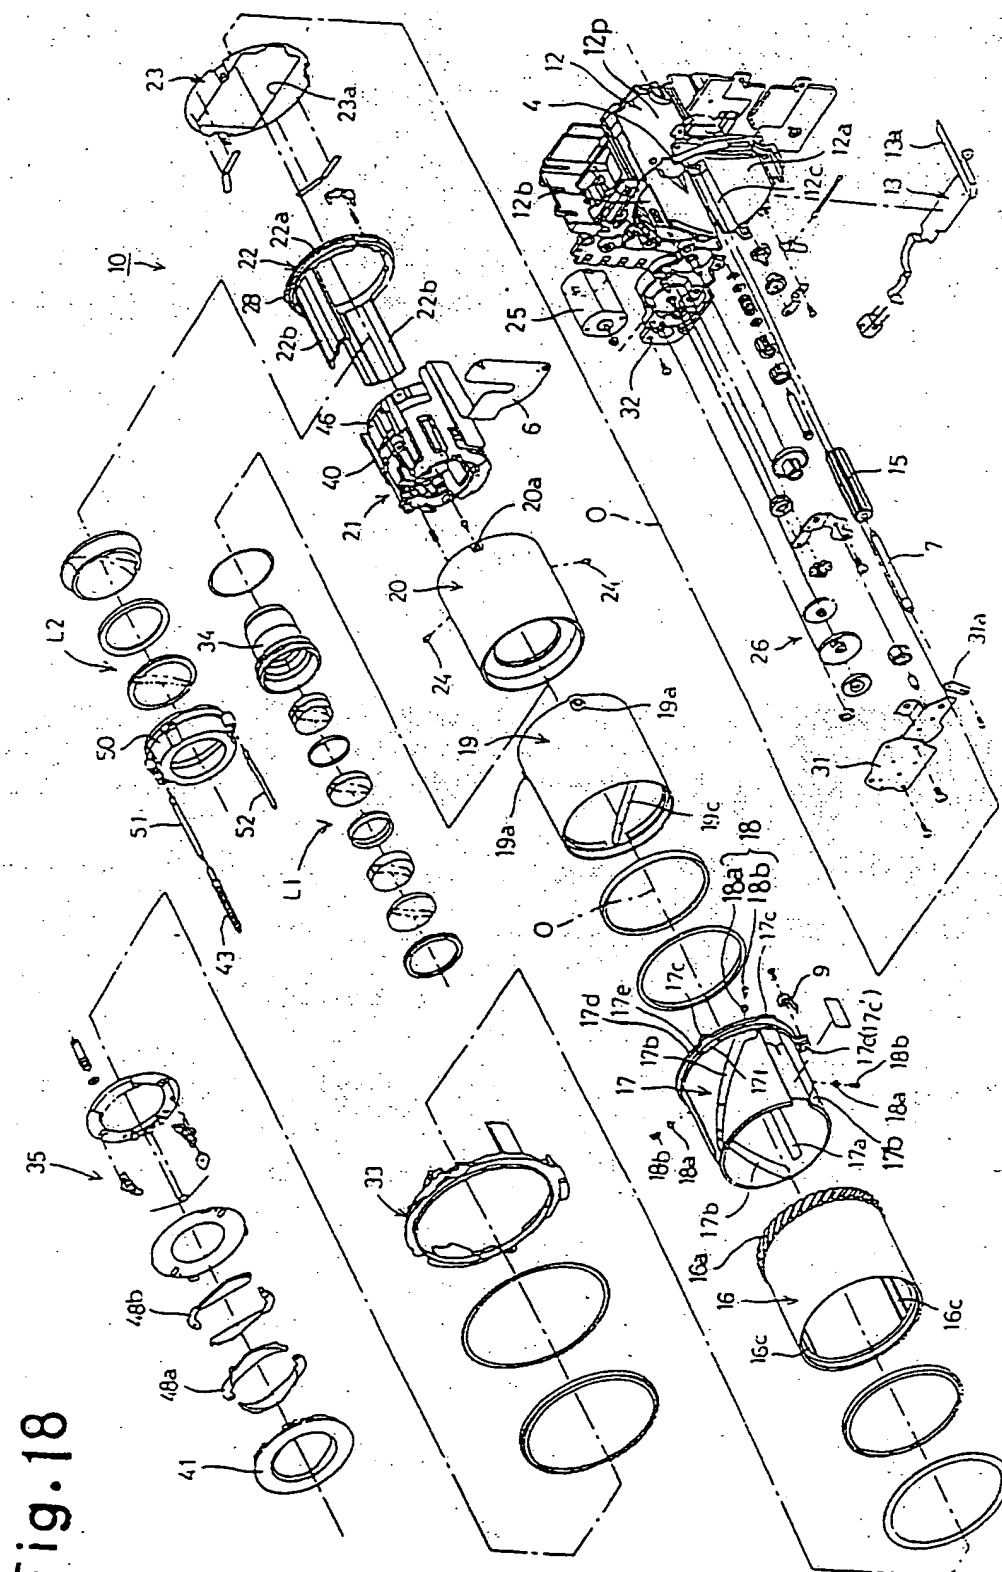 Fig.18
10
23
23a
22
22a
28
22b
22b
46
40
21
6
20
20a
24
24
O
12p
12
4
12b
12a
12c
13a
13
25
32
15
7
26
31a
31
L2
50
51
52
43
34
L1
19
19a
19a
19c
O
18a
18b
18
17c
17c
17d
17e
17b
17
17f
9
17d(17c')
18b
18a
17b
17a
18b
18a
17b
16a
16
16c
16c
35
48b
48a
41
33